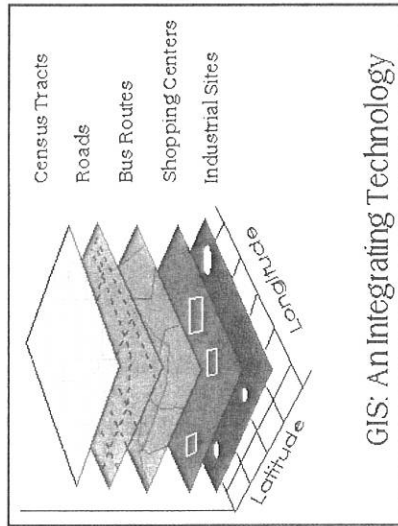 Census Tracts
Roads
Bus Routes
Shopping Centers
Industrial Sites
Latitude
Longitude
GIS: An Integrating Technology